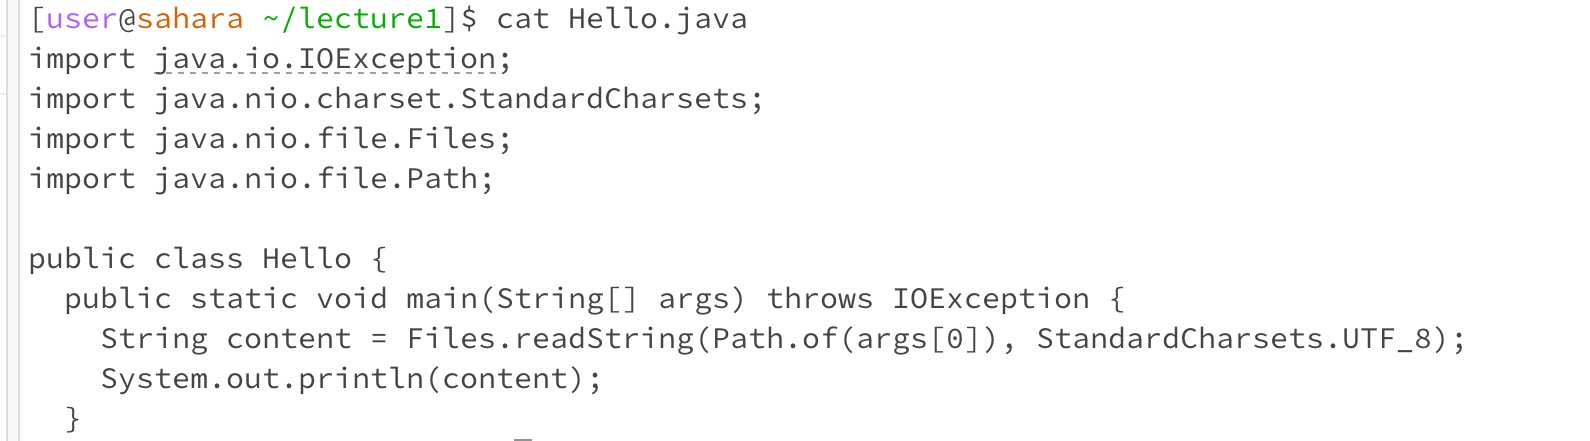 [user@sahara ~/lecture1]$ cat Hello.java
import java.io.IOException;
import java.nio.charset.StandardCharsets;
import java.nio.file.Files;
import java.nio.file.Path;

public class Hello {
  public static void main(String[] args) throws IOException {
    String content = Files.readString(Path.of(args[0]), StandardCharsets.UTF_8);
    System.out.println(content);
  }